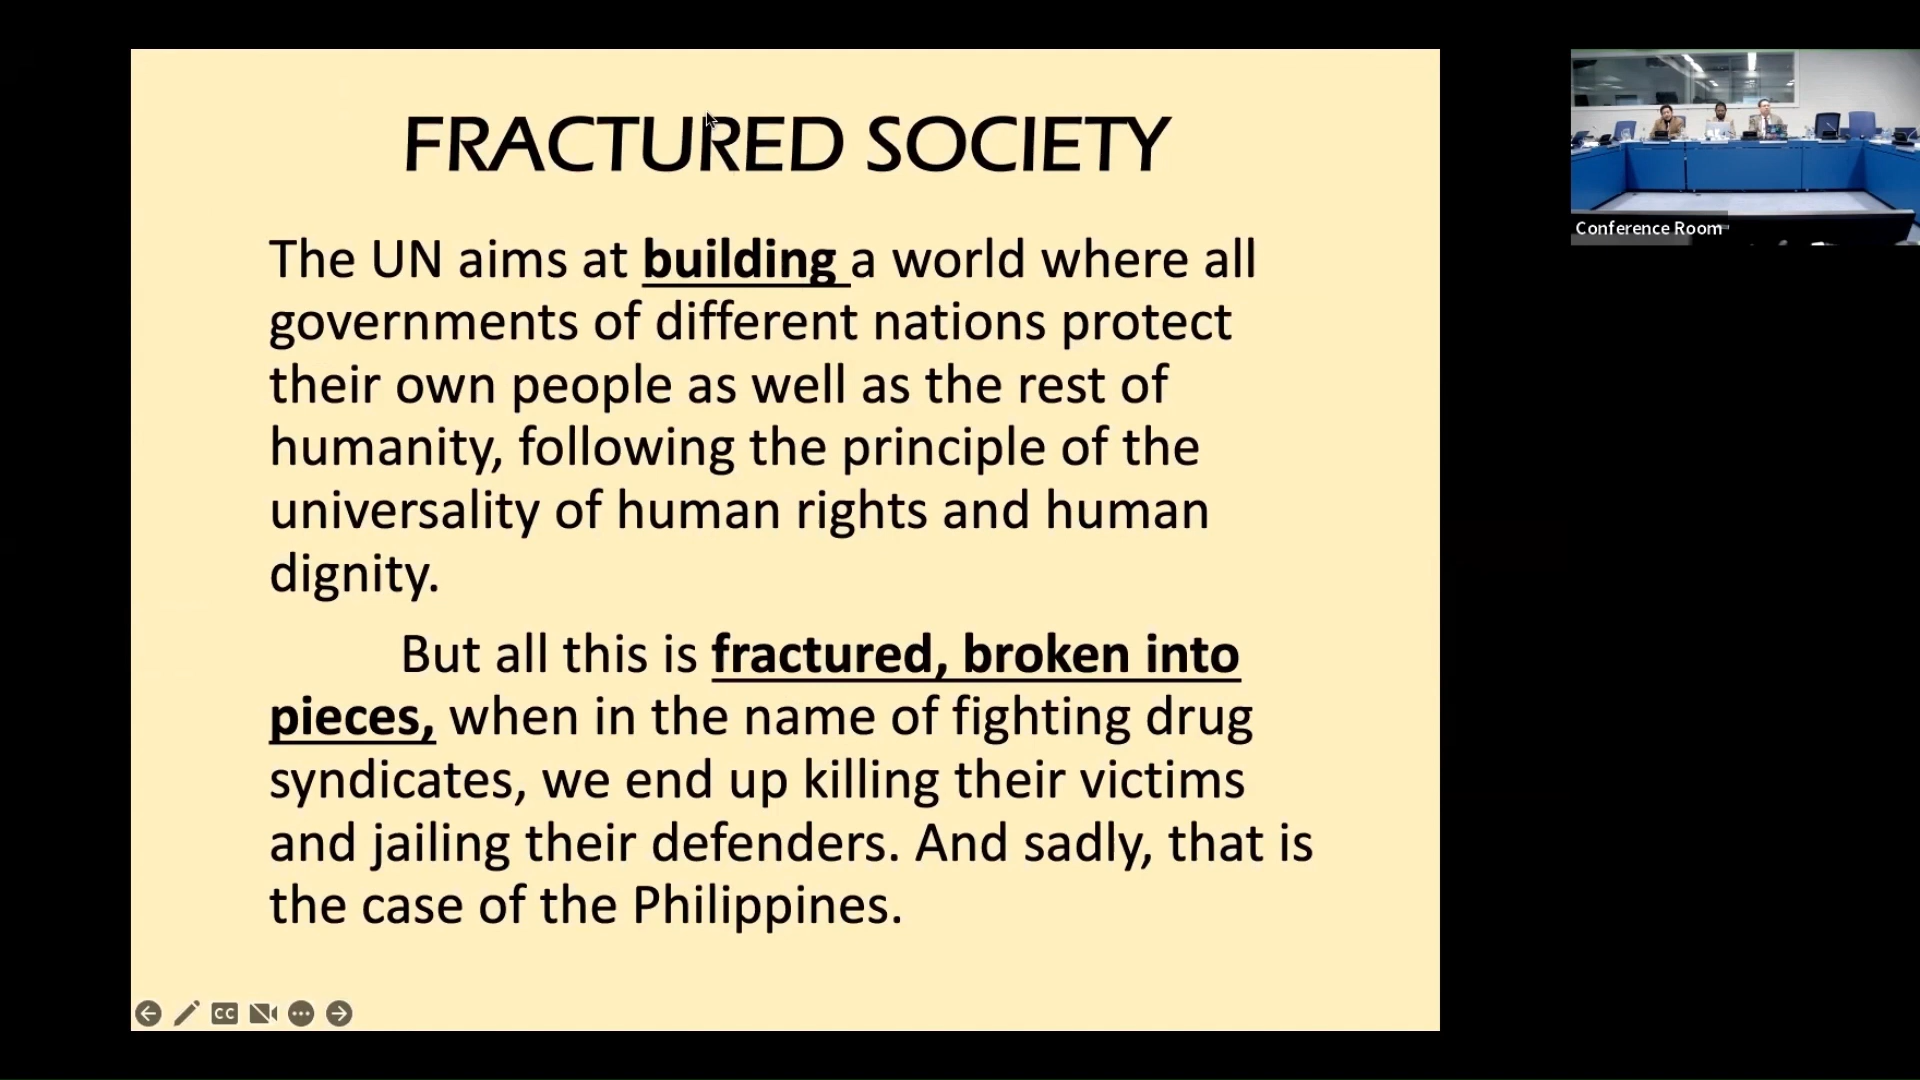 FRACTURED SOCIETY
The UN aims at building a world where all
governments of different nations protect
their own people as well as the rest of
humanity, following the principle of the
universality of human rights and human
dignity.
But all this is fractured, broken into
pieces, when in the name of fighting drug
syndicates, we end up killing their victims
and jailing their defenders. And sadly, that is
the case of the Philippines.
CC
Conference Room